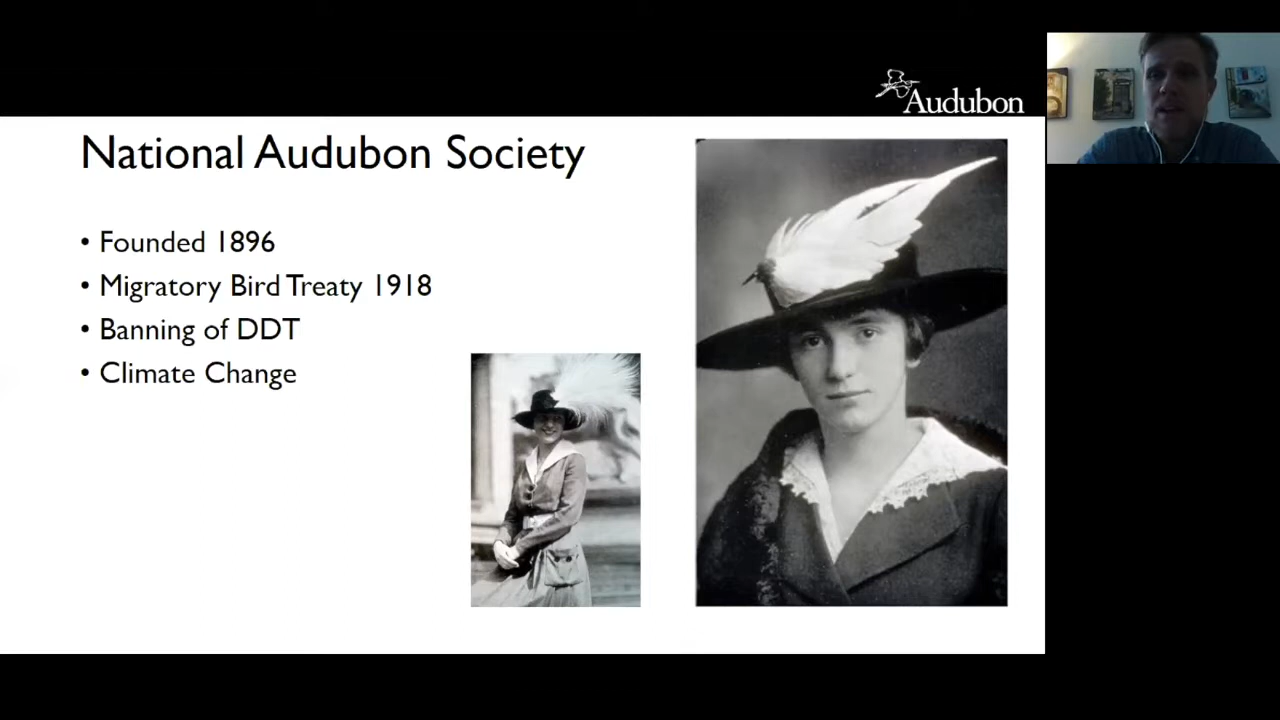 Audubon
National Audubon Society
• Founded 1896
• Migratory Bird Treaty 1918
• Banning of DDT
• Climate Change